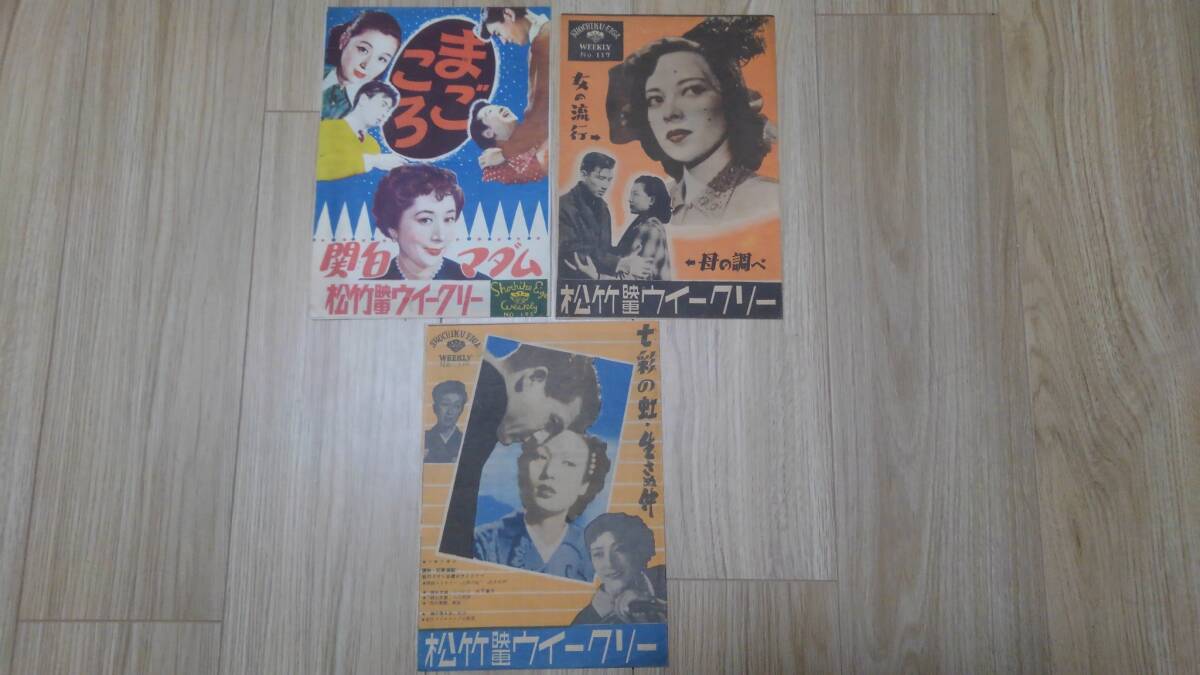 まごころ
関白マダム
松竹映画ウイークリー
Shochiku Eiga
Weekly
SHOCHIKU EIGA
WEEKLY
No. 117
女の流行→
←母の調べ
松竹映画ウイークリー
SHOCHIKU EIGA
WEEKLY
七彩の虹・生さぬ仲
松竹映画ウイークリー